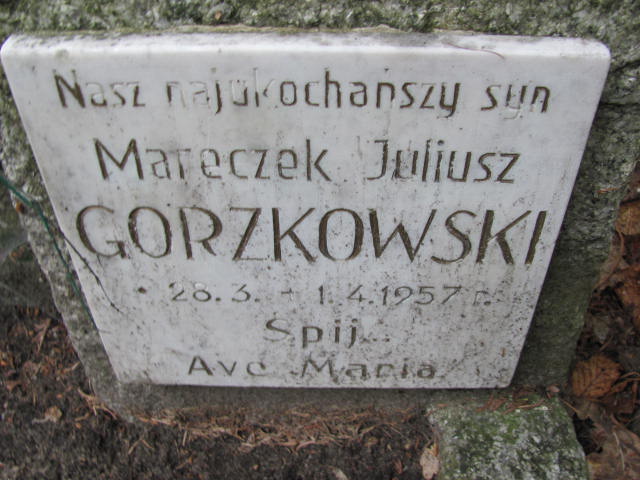 Nasz najukochańszy syn
Mareczek Juliusz
GORZKOWSKI
* 28.3. - 1.4.1957 r.
Śpij...
Ave Maria